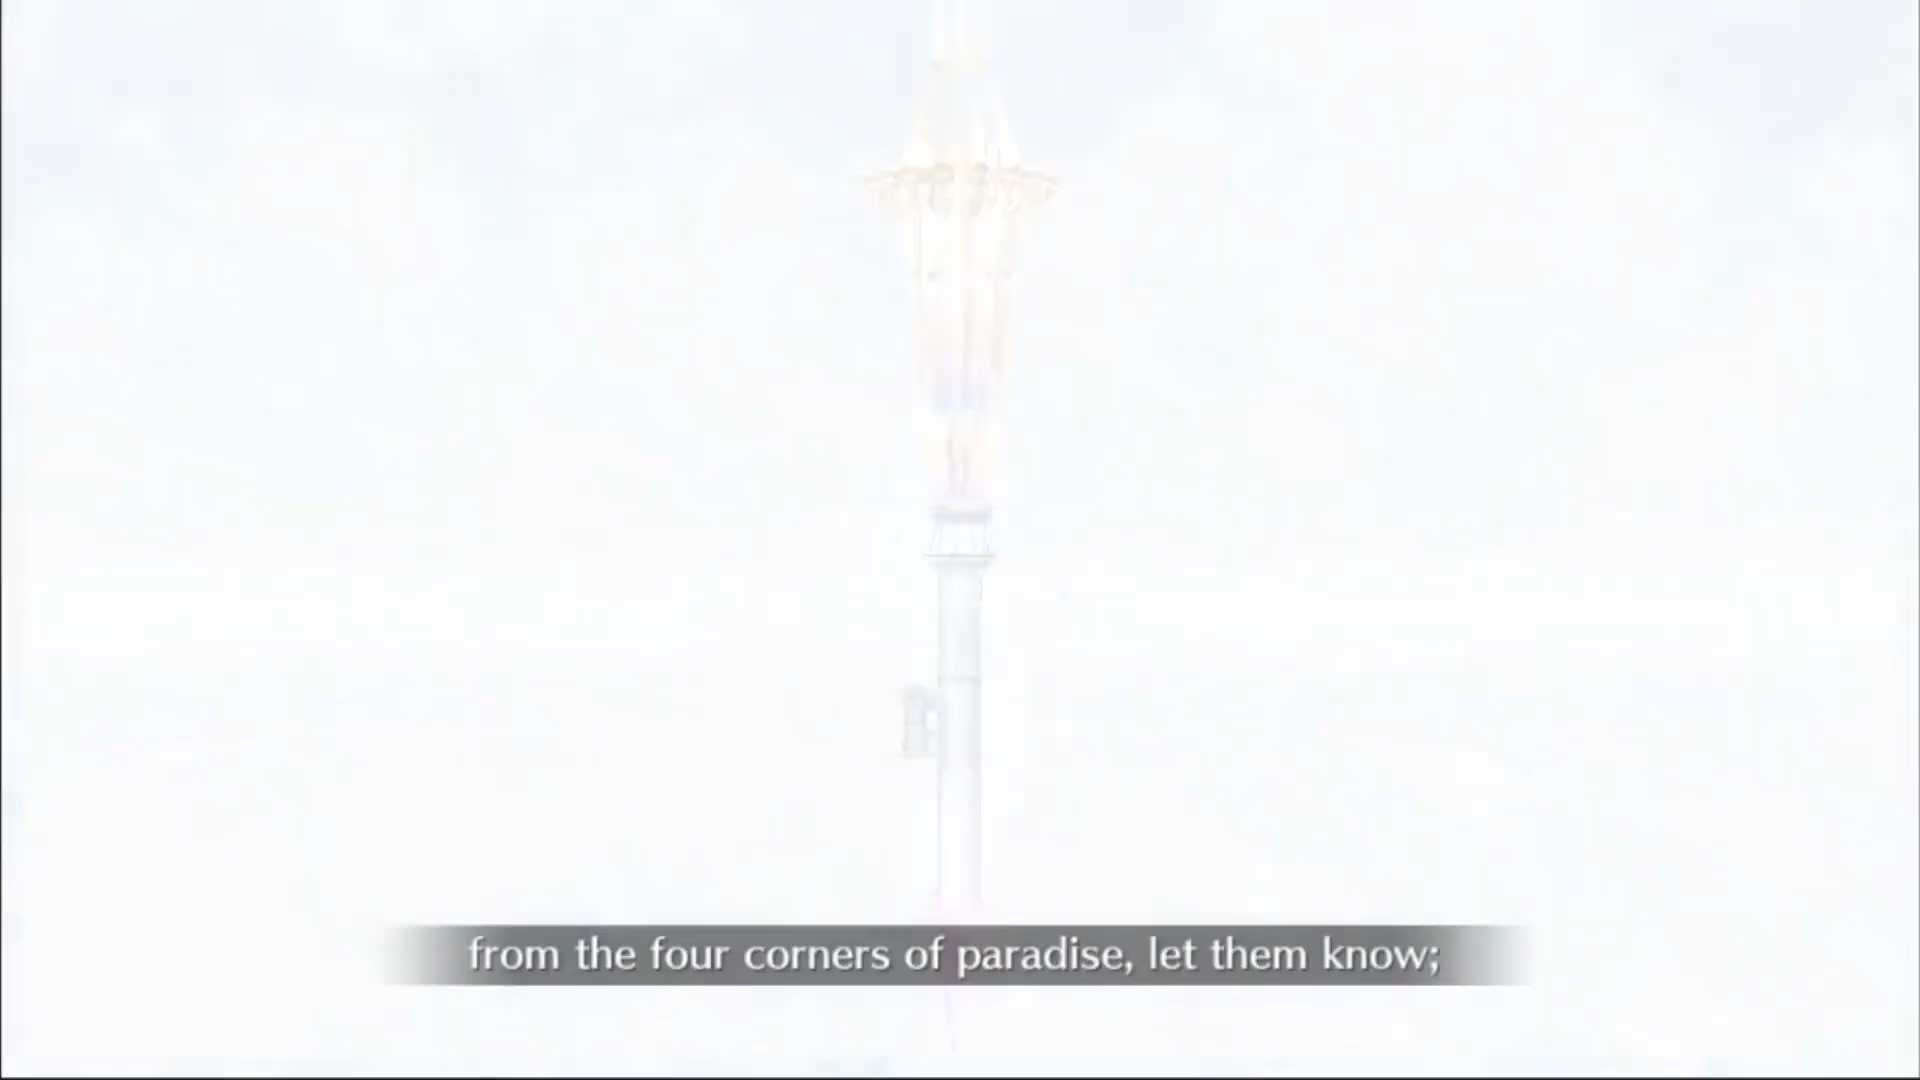 from the four corners of paradise, let them know;